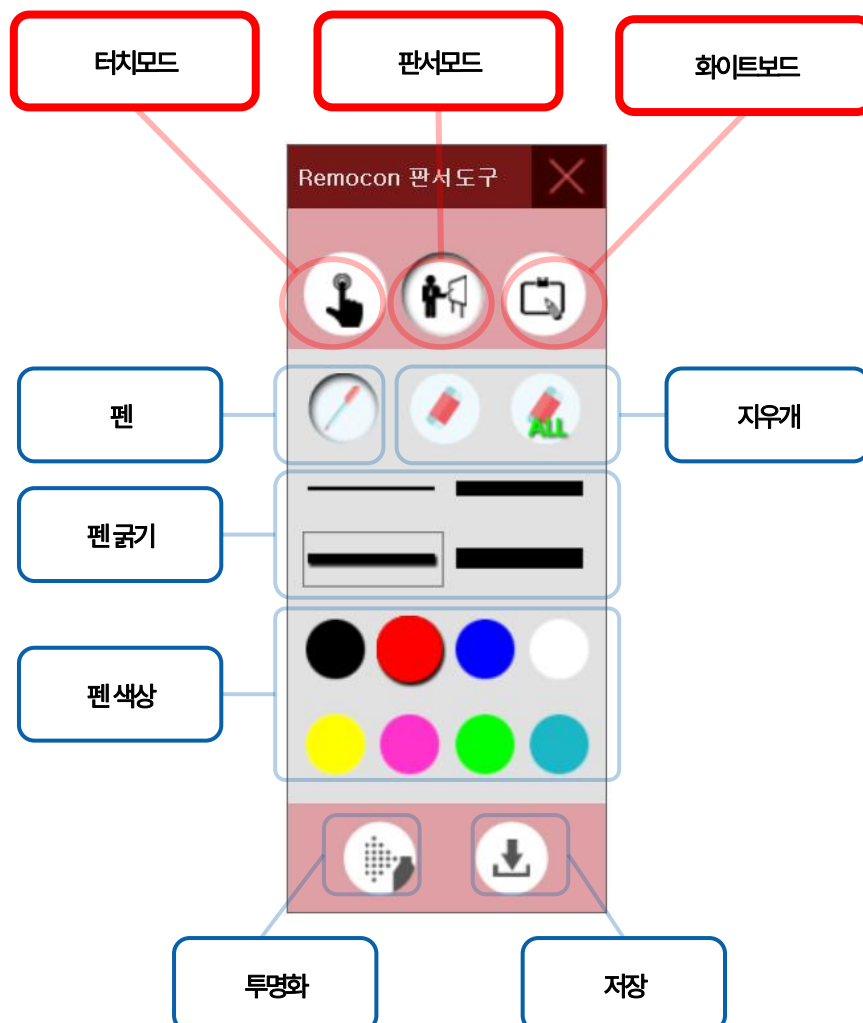 터치모드
판서모드
화이트보드
Remocon 판서도구
펜
ALL
지우개
펜 굵기
펜 색상
투명화
저장